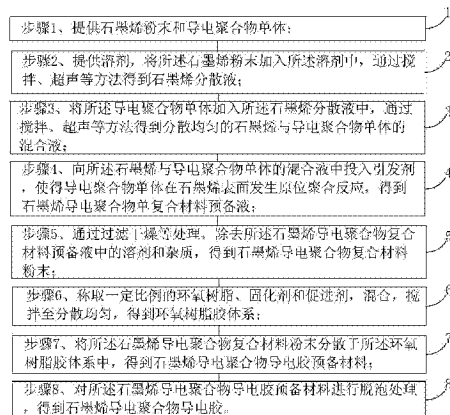 步骤1、提供石墨烯粉末和导电聚合物单体;
1
步骤2、提供溶剂，将所述石墨烯粉末加入所述溶剂中，通过搅
拌、超声等方法得到石墨烯分散液;
2
步骤3、将所述导电聚合物单体加入所述石墨烯分散液中，通过
搅拌、超声等方法得到分散均匀的石墨烯与导电聚合物单体的
混合液;
3
步骤4、向所述石墨烯与导电聚合物单体的混合液中投入引发剂
，使得导电聚合物单体在石墨烯表面发生原位聚合反应，得到
石墨烯导电聚合物单复合材料预备液;
4
步骤5、通过过滤干燥等处理，除去所述石墨烯导电聚合物复合
材料预备液中的溶剂和杂质，得到石墨烯导电聚合物复合材料
粉末;
5
步骤6、称取一定比例的环氧树脂、固化剂和促进剂，混合，搅
拌至分散均匀，得到环氧树脂胶体系;
6
步骤7、将所述石墨烯导电聚合物复合材料粉末分散于所述环氧
树脂胶体系中，得到石墨烯导电聚合物导电胶预备材料;
7
步骤8、对所述石墨烯导电聚合物导电胶预备材料进行脱泡处理
，得到石墨烯导电聚合物导电胶。
8